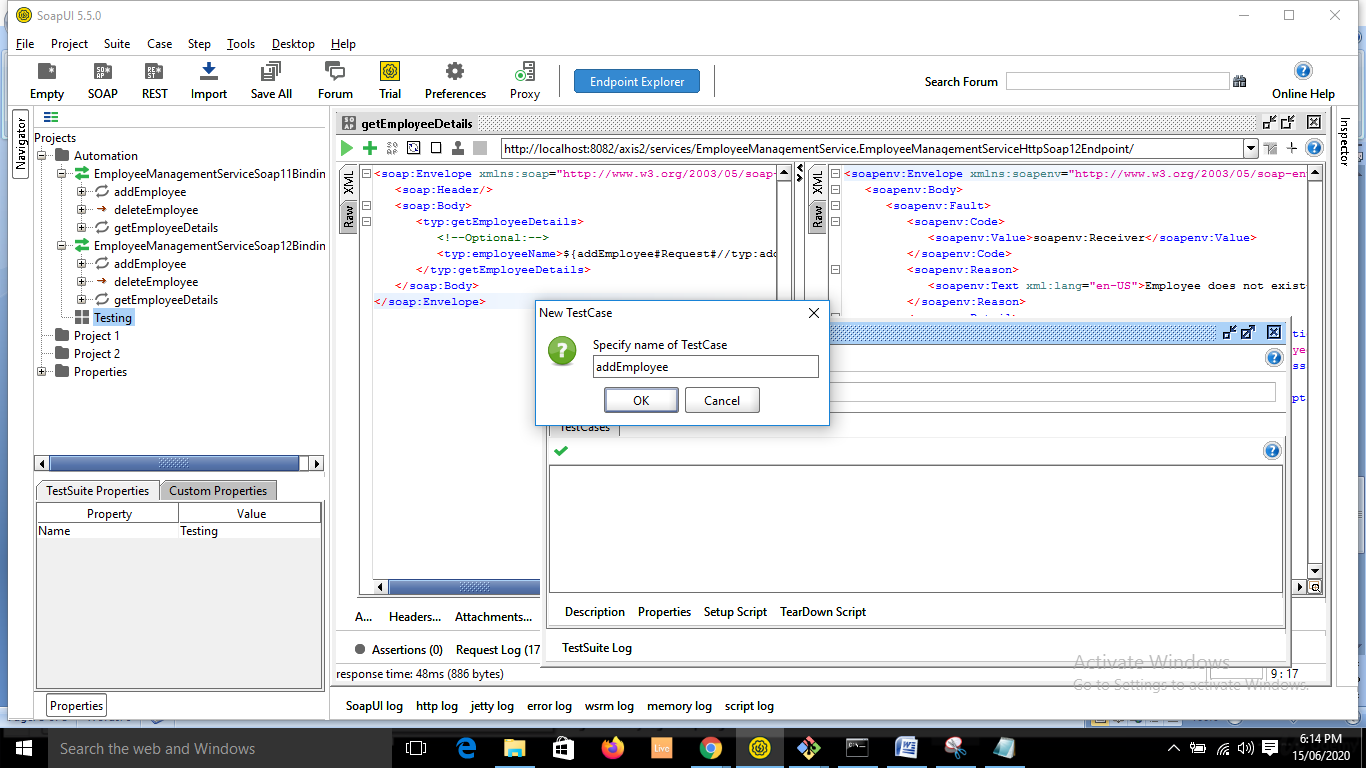 SoapUI 5.5.0
File Project Suite Case Step Tools Desktop Help
Empty SOAP REST Import Save All Forum Trial Preferences Proxy Endpoint Explorer Search Forum Online Help
Navigator
Inspector
Projects
Automation
EmployeeManagementServiceSoap11Bindin
addEmployee
deleteEmployee
getEmployeeDetails
EmployeeManagementServiceSoap12Bindin
addEmployee
deleteEmployee
getEmployeeDetails
Testing
Project 1
Project 2
Properties
TestSuite Properties Custom Properties
Property Value
Name Testing
Properties
getEmployeeDetails
http://localhost:8082/axis2/services/EmployeeManagementService.EmployeeManagementServiceHttpSoap12Endpoint/
XML
Raw
<soap:Envelope xmlns:soap="http://www.w3.org/2003/05/soap-
<soap:Header/>
<soap:Body>
<typ:getEmployeeDetails>
<!--Optional:-->
<typ:employeeName>${addEmployee#Request#//typ:add
</typ:getEmployeeDetails>
</soap:Body>
</soap:Envelope>
XML
Raw
<soapenv:Envelope xmlns:soapenv="http://www.w3.org/2003/05/soap-en
<soapenv:Body>
<soapenv:Fault>
<soapenv:Code>
<soapenv:Value>soapenv:Receiver</soapenv:Value>
</soapenv:Code>
<soapenv:Reason>
<soapenv:Text xml:lang="en-US">Employee does not exist
</soapenv:Reason>
New TestCase
Specify name of TestCase
addEmployee
OK Cancel
TestCases
Description Properties Setup Script TearDown Script
TestSuite Log
A... Headers... Attachments...
Assertions (0) Request Log (17
response time: 48ms (886 bytes)
9 : 17
Activate Windows
Go to Settings to activate Windows.
SoapUI log http log jetty log error log wsrm log memory log script log
Search the web and Windows
Live
6:14 PM
15/06/2020